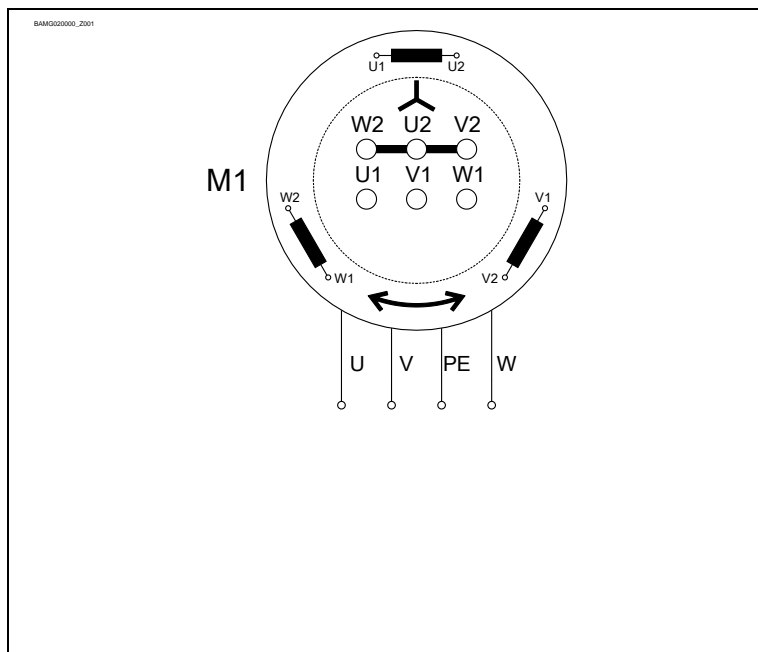 BAMG020000_Z001
U1 U2
W2 U2 V2
U1 V1 W1
M1
W2
V1
W1
V2
U V PE W